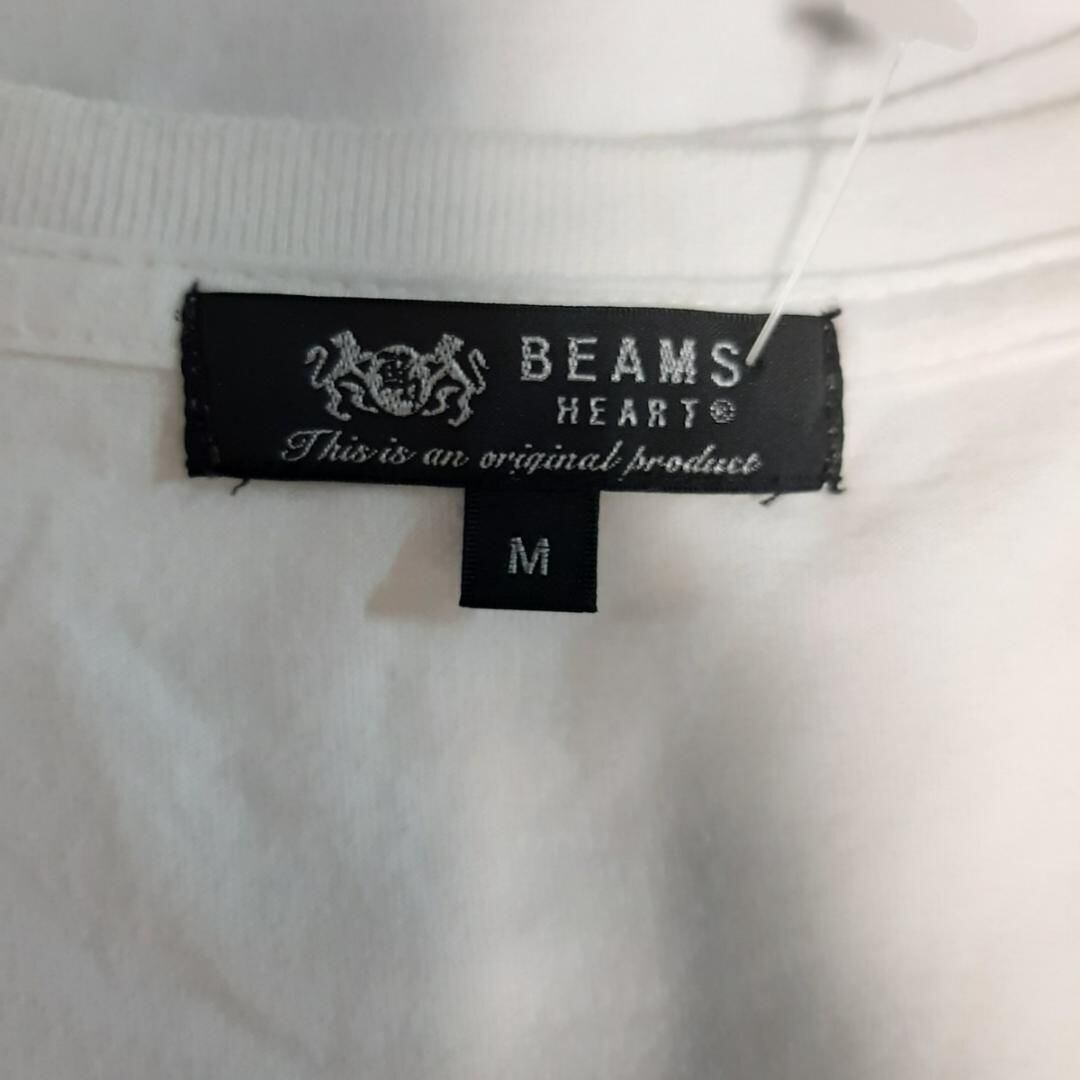 BEAMS
HEART®
This is an original product
M